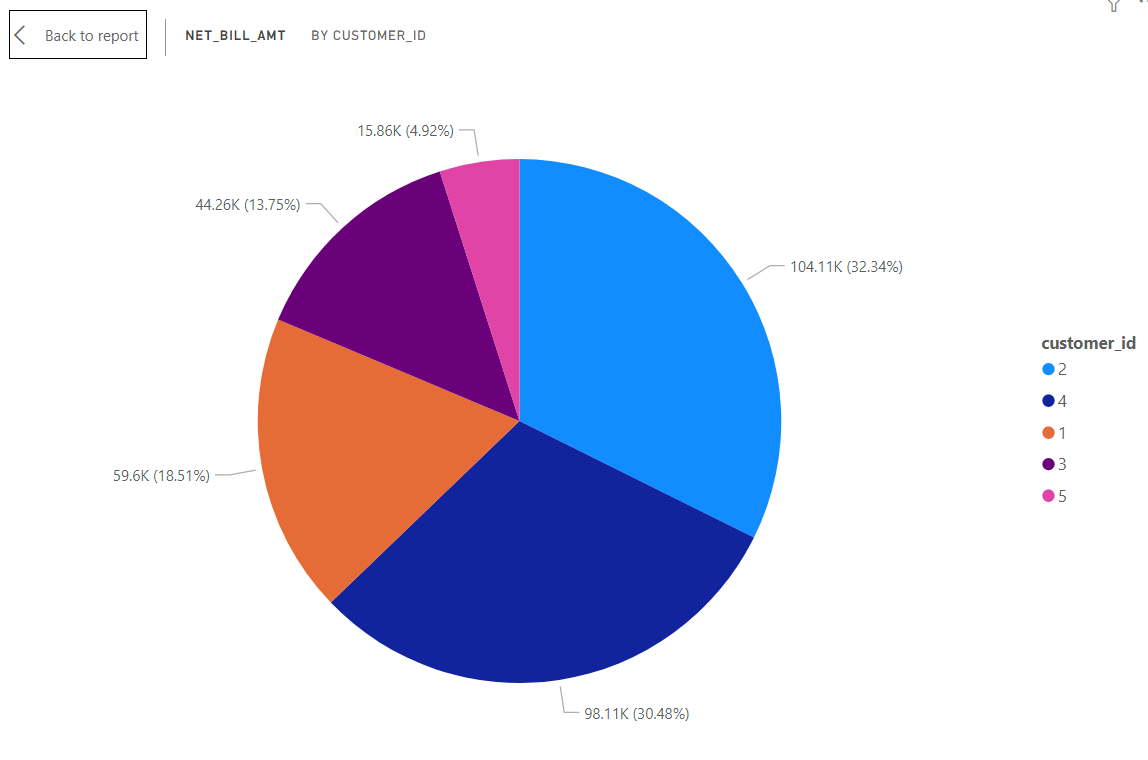 Back to report
NET_BILL_AMT BY CUSTOMER_ID
15.86K (4.92%)
44.26K (13.75%)
104.11K (32.34%)
59.6K (18.51%)
98.11K (30.48%)
customer_id
2
4
1
3
5